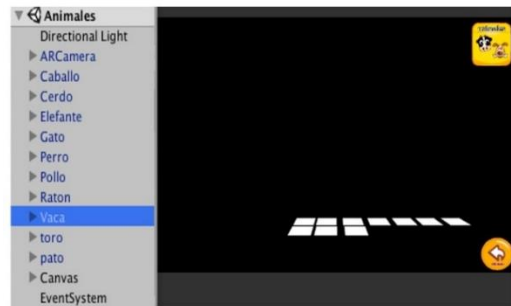 Animales
Directional Light
ARCamera
Caballo
Cerdo
Elefante
Gato
Perro
Pollo
Raton
Vaca
toro
pato
Canvas
EventSystem